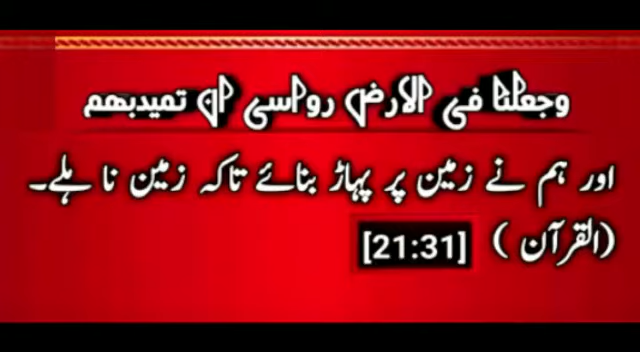 وجعلنا فی الارض رواسی ان تمیدبھم
اور ہم نے زمین پر پہاڑ بنائے تاکہ زمین نا ہلے۔
(القرآن ) [21:31]